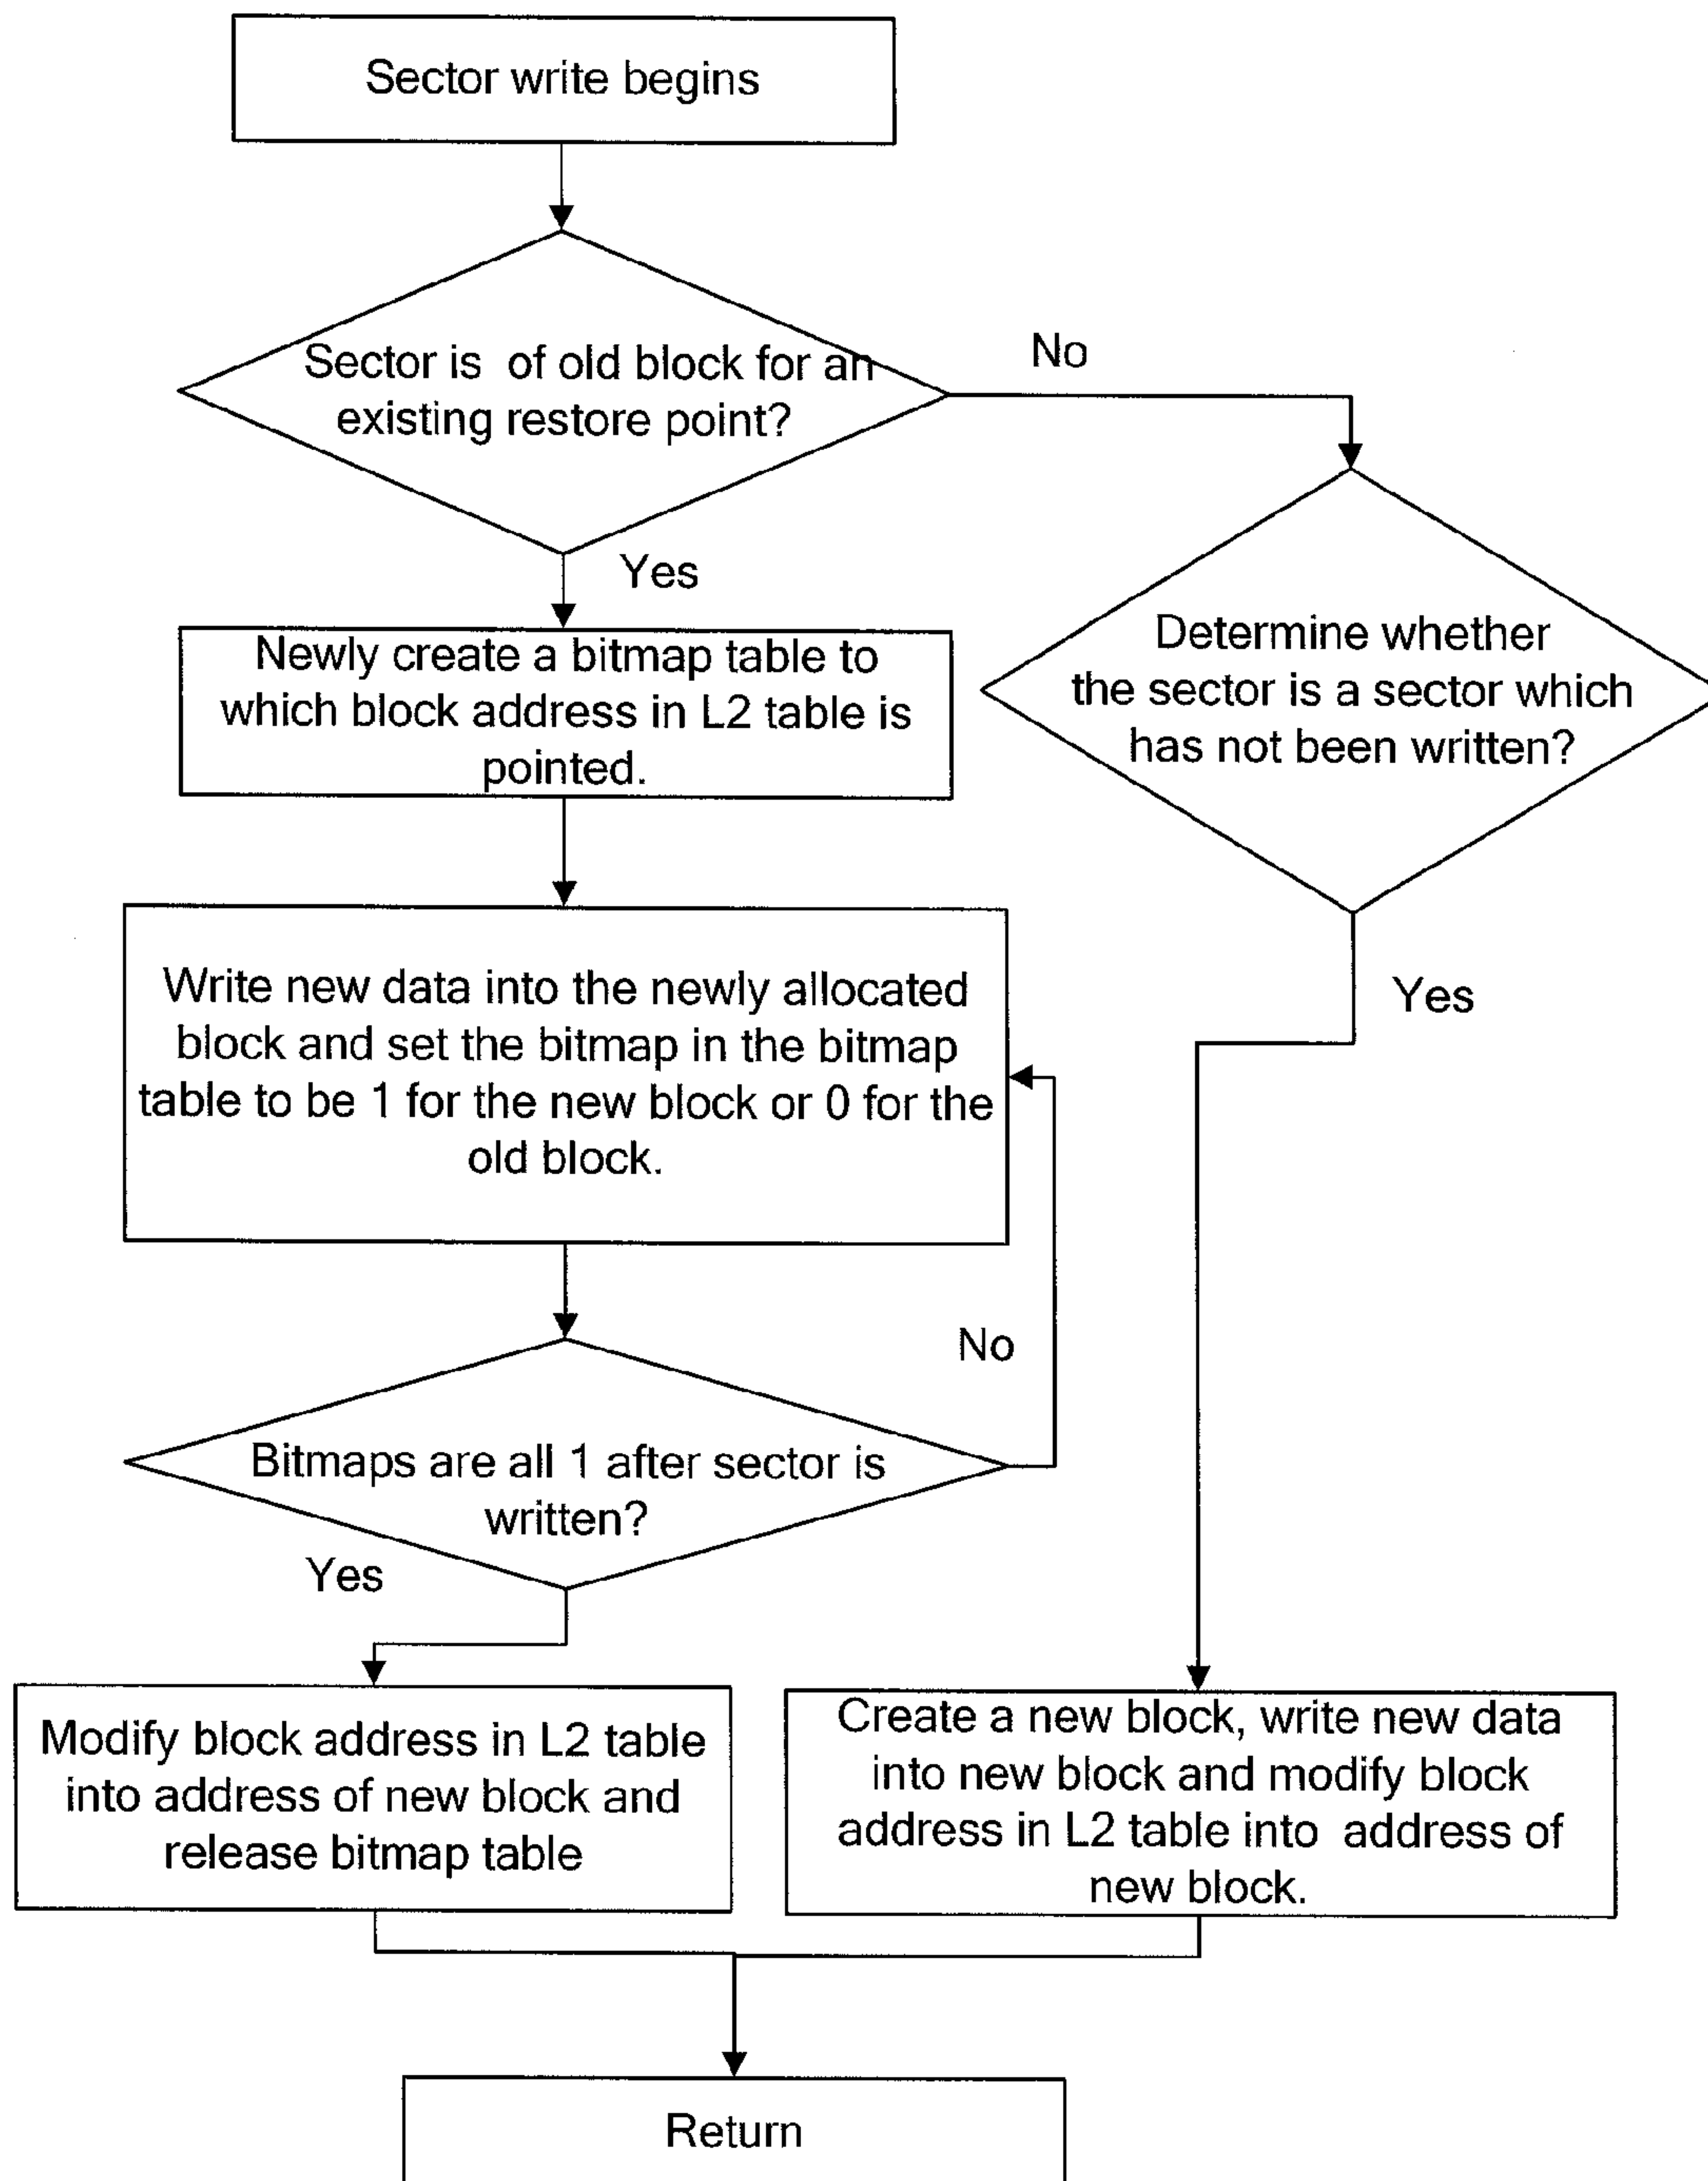 Sector write begins
Sector is of old block for an
existing restore point?
No
Yes
Newly create a bitmap table to
which block address in L2 table is
pointed.
Determine whether
the sector is a sector which
has not been written?
Yes
Write new data into the newly allocated
block and set the bitmap in the bitmap
table to be 1 for the new block or 0 for the
old block.
No
Bitmaps are all 1 after sector is
written?
Yes
Modify block address in L2 table
into address of new block and
release bitmap table
Create a new block, write new data
into new block and modify block
address in L2 table into address of
new block.
Return